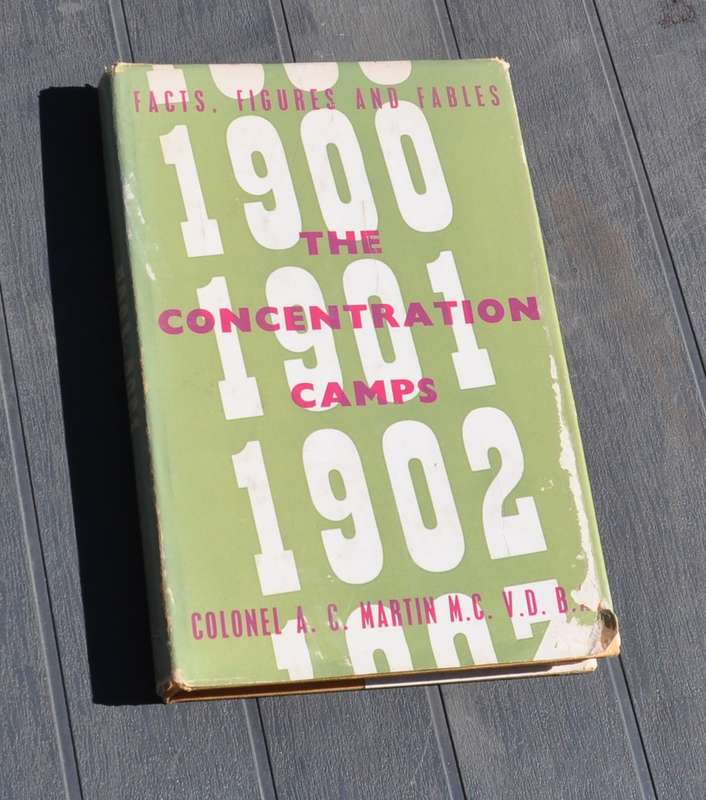 FACTS, FIGURES AND FABLES
1900
THE
1901
CONCENTRATION
CAMPS
1902
COLONEL A. C. MARTIN M.C. V.D. B.